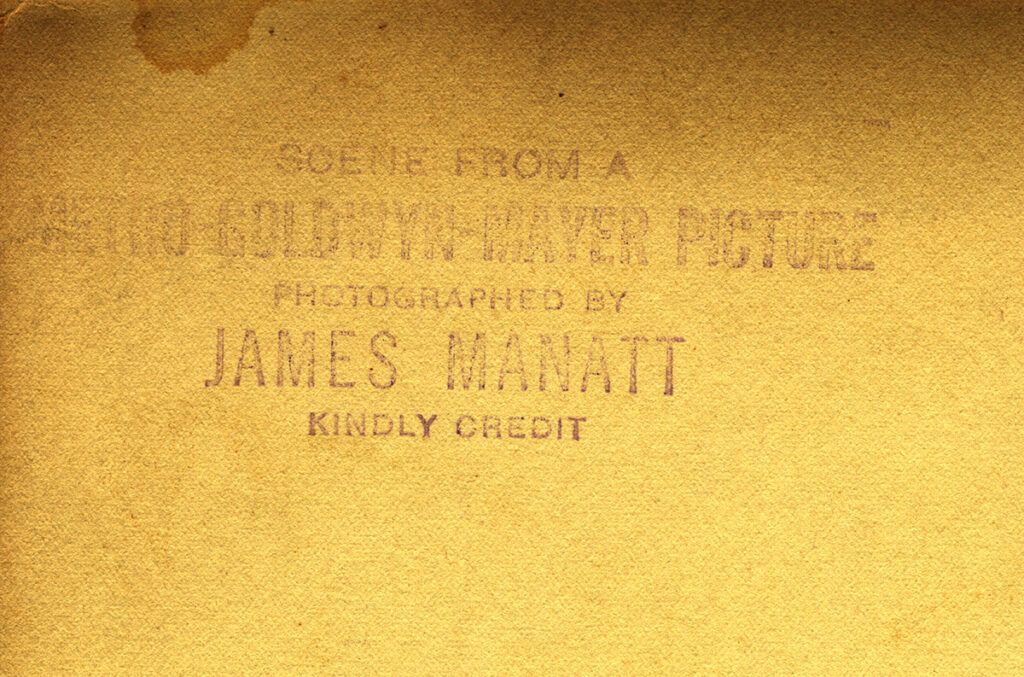 SCENE FROM A
METRO-GOLDWYN-MAYER PICTURE
PHOTOGRAPHED BY
JAMES MANATT
KINDLY CREDIT